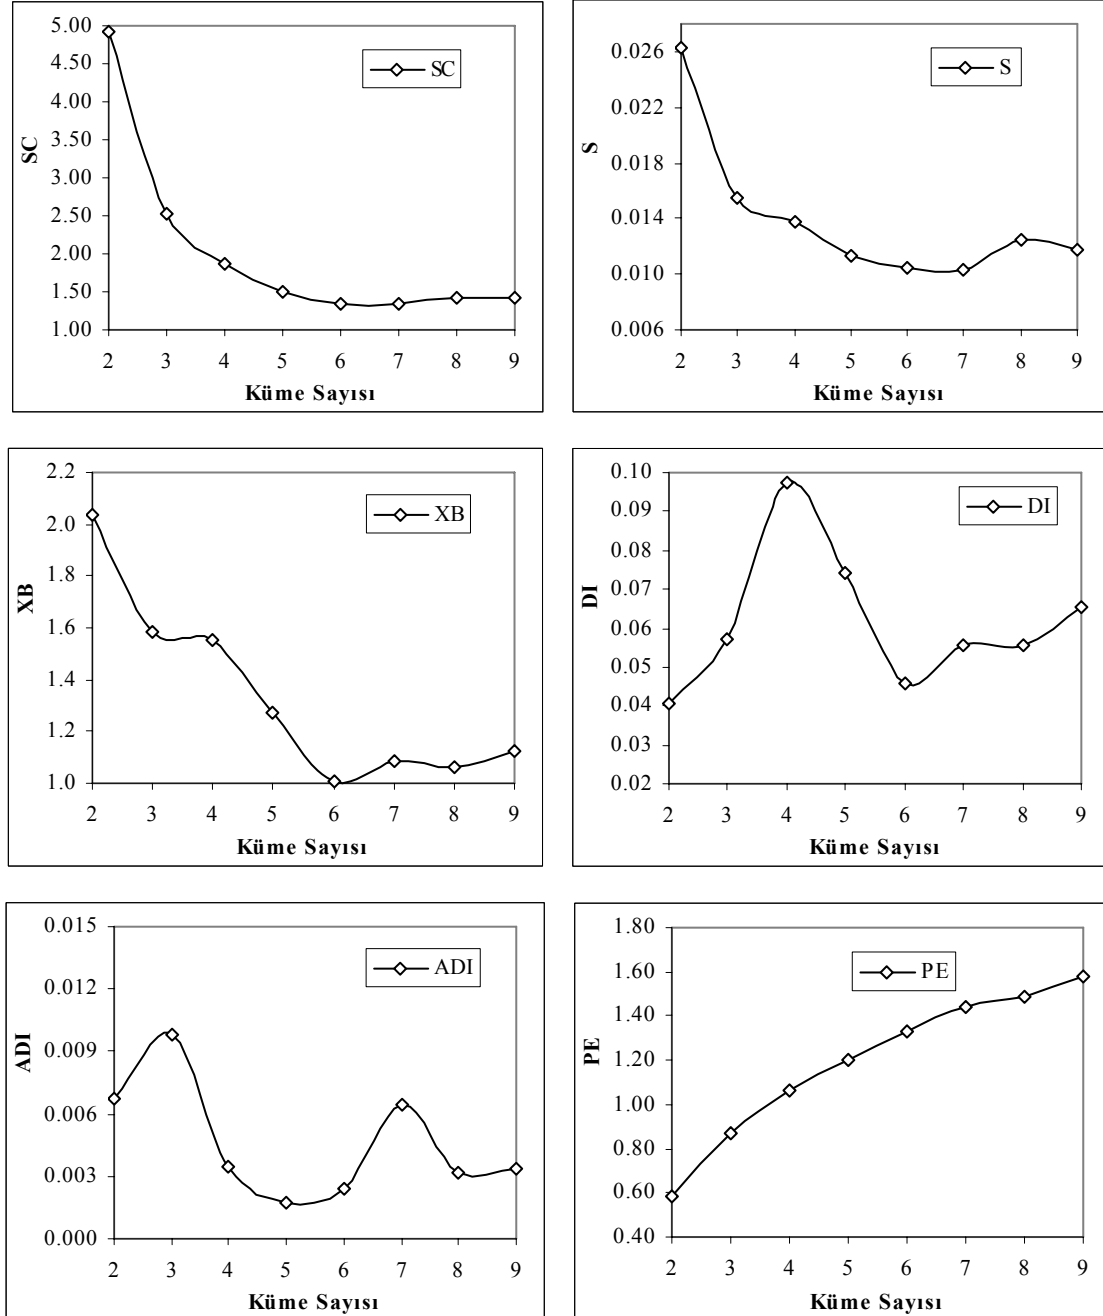 5.00
4.50
4.00
3.50
3.00
2.50
2.00
1.50
1.00
SC
SC
2 3 4 5 6 7 8 9
Küme Sayısı
0.026
0.022
0.018
0.014
0.010
0.006
S
S
2 3 4 5 6 7 8 9
Küme Sayısı
2.2
2.0
1.8
1.6
1.4
1.2
1.0
XB
XB
2 3 4 5 6 7 8 9
Küme Sayısı
0.10
0.09
0.08
0.07
0.06
0.05
0.04
0.03
0.02
DI
DI
2 3 4 5 6 7 8 9
Küme Sayısı
0.015
0.012
0.009
0.006
0.003
0.000
ADI
ADI
2 3 4 5 6 7 8 9
Küme Sayısı
1.80
1.60
1.40
1.20
1.00
0.80
0.60
0.40
PE
PE
2 3 4 5 6 7 8 9
Küme Sayısı